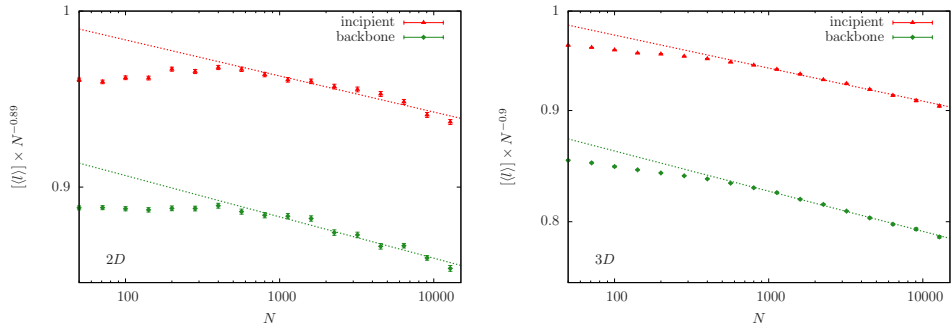 1
0.9
[⟨l⟩] × N^{−0.89}
incipient
backbone
2D
100
1000
10000
N
1
0.9
0.8
[⟨l⟩] × N^{−0.9}
incipient
backbone
3D
100
1000
10000
N